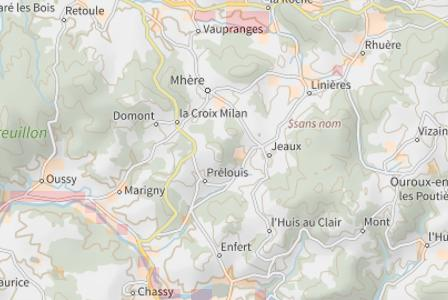 aré les Bois
Retoule
la Roche
Vaupranges
Rhuère
Mhère
Linières
Domont
la Croix Milan
$sans nom
reuillon
Vizain
Jeaux
Oussy
Prélouis
Marigny
Ouroux-en
les Poutiè
l'Huis au Clair
Mont
Enfert
l'Hu
aurice
Chassy